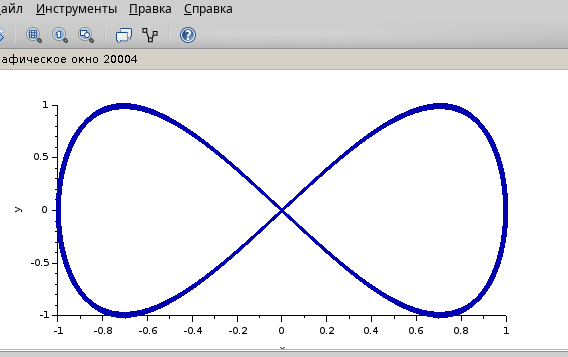 айл Инструменты Правка Справка
афическое окно 20004
1
0.5
y
0
-0.5
-1
-1 -0.8 -0.6 -0.4 -0.2 0 0.2 0.4 0.6 0.8 1